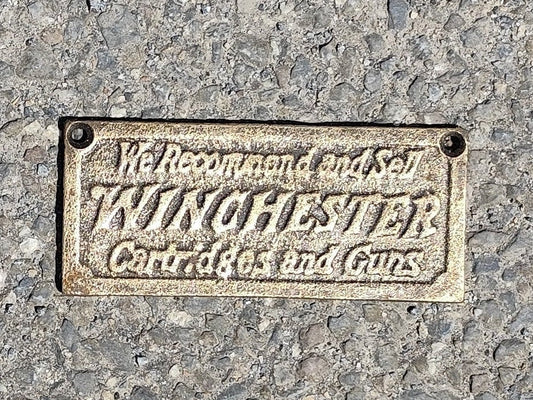 We Recommend and Sell
WINCHESTER
Cartridges and Guns